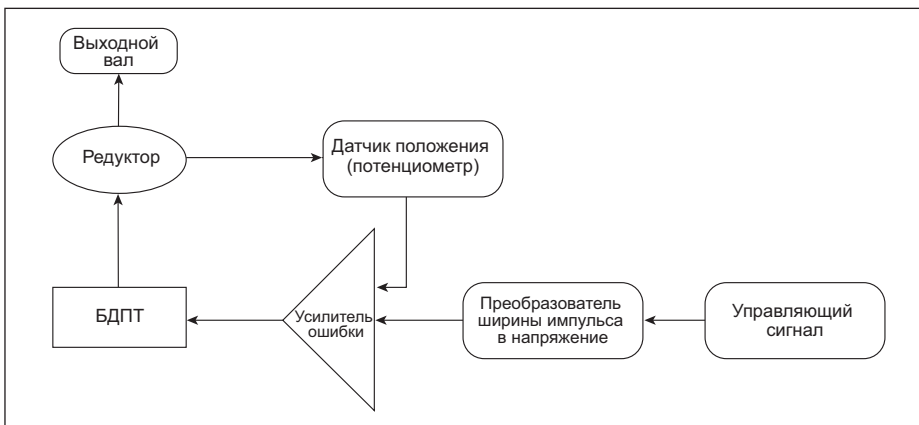 Выходной
вал
Редуктор
Датчик положения
(потенциометр)
БДПТ
Усилитель
ошибки
Преобразователь
ширины импульса
в напряжение
Управляющий
сигнал